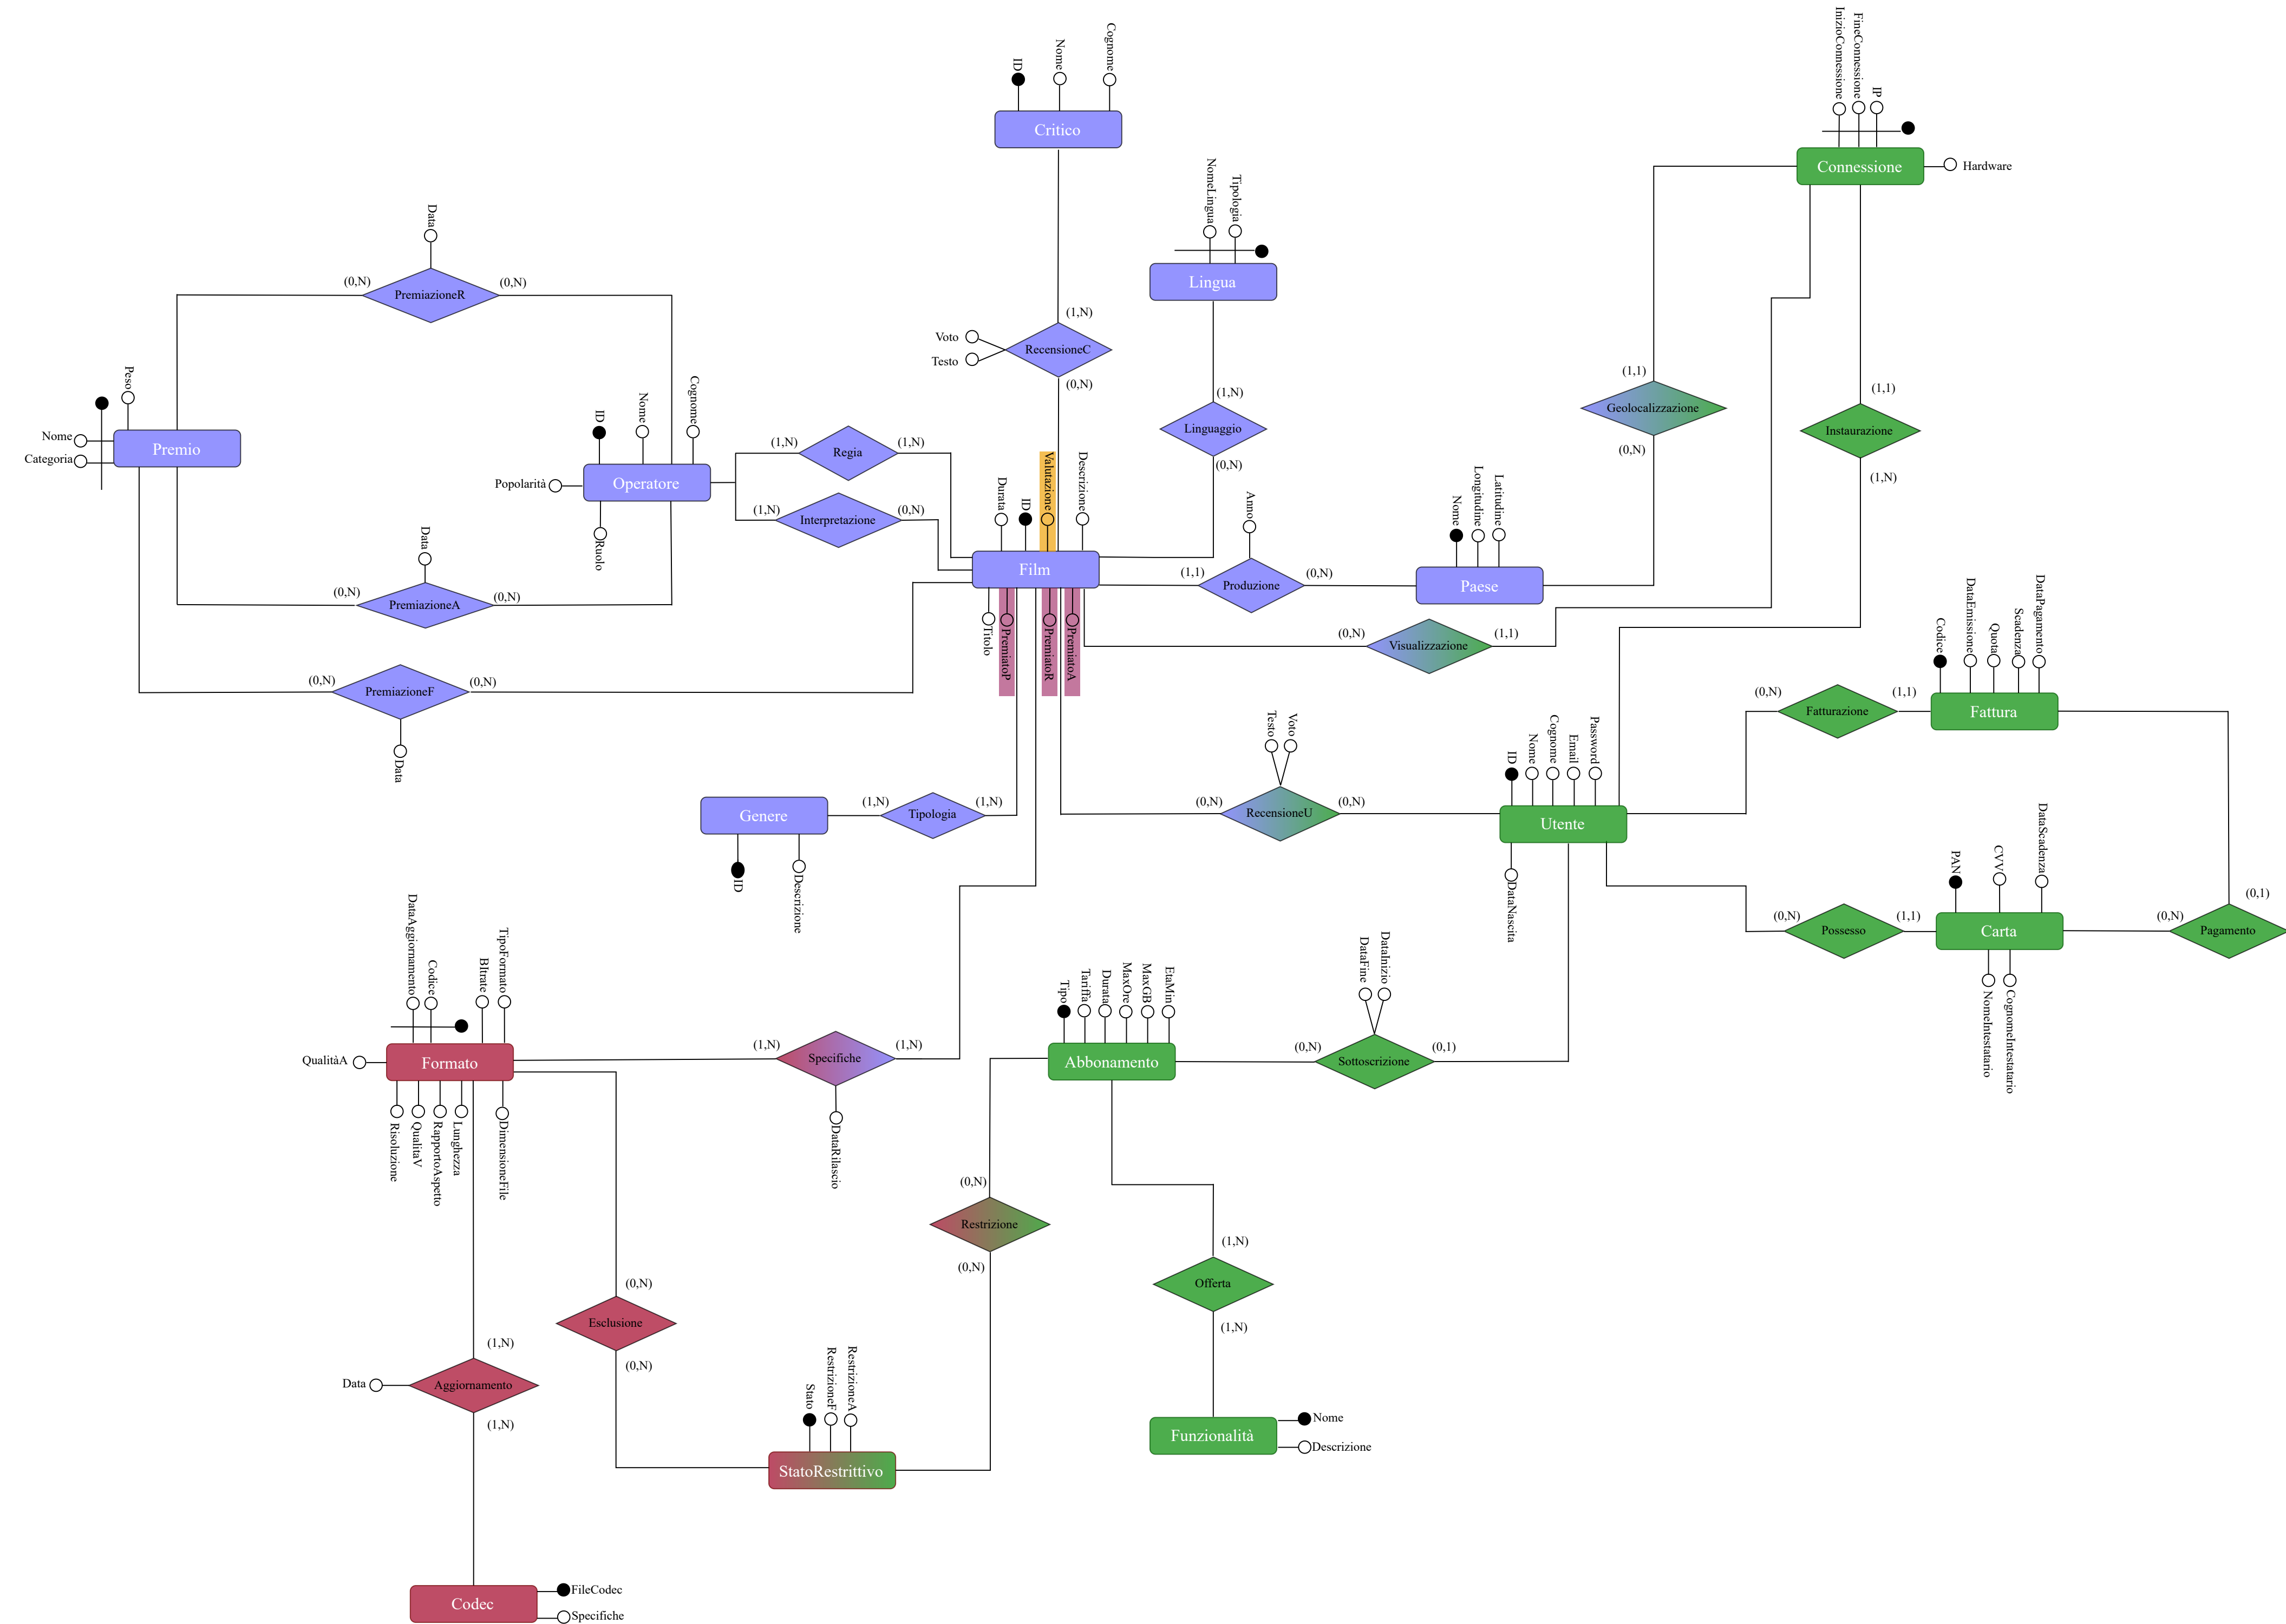 InizioConnessione
FineConnessione
IP
Connessione
Hardware
ID
Nome
Cognome
Critico
NomeLingua
Tipologia
Lingua
Data
(0,N)
PremiazioneR
(0,N)
(1,N)
Voto
Testo
RecensioneC
(0,N)
(1,N)
Linguaggio
(0,N)
(1,1)
Geolocalizzazione
(0,N)
(1,1)
Instaurazione
(1,N)
Peso
Nome
Categoria
Premio
ID
Nome
Cognome
Popolarità
Operatore
Ruolo
(1,N)
Regia
(1,N)
(1,N)
Interpretazione
(0,N)
Durata
ID
Valutazione
Descrizione
Film
Titolo
PremiatoP
PremiatoR
PremiatoA
Anno
(1,1)
Produzione
(0,N)
Nome
Longitudine
Latitudine
Paese
Data
(0,N)
PremiazioneA
(0,N)
(0,N)
Visualizzazione
(1,1)
(0,N)
PremiazioneF
(0,N)
Data
Codice
DataEmissione
Quota
Scadenza
DataPagamento
(0,N)
Fatturazione
(1,1)
Fattura
Testo
Voto
(0,N)
RecensioneU
(0,N)
ID
Nome
Cognome
Email
Password
Utente
DataNascita
Genere
(1,N)
Tipologia
(1,N)
ID
Descrizione
PAN
CVV
DataScadenza
(0,N)
Possesso
(1,1)
Carta
NomeIntestatario
CognomeIntestatario
(0,N)
Pagamento
(0,1)
DataAggiornamento
Codice
BItrate
TipoFormato
QualitàA
Formato
Risoluzione
QualitaV
RapportoAspetto
Lunghezza
DimensioneFile
(1,N)
Specifiche
(1,N)
DataRilascio
Tipo
Tariffa
Durata
MaxOre
MaxGB
EtaMin
Abbonamento
DataFine
DataInizio
(0,N)
Sottoscrizione
(0,1)
(0,N)
Restrizione
(0,N)
(1,N)
Offerta
(1,N)
(0,N)
Esclusione
(0,N)
(1,N)
Data
Aggiornamento
(1,N)
Stato
RestrizioneF
RestrizioneA
StatoRestrittivo
Funzionalità
Nome
Descrizione
Codec
FileCodec
Specifiche